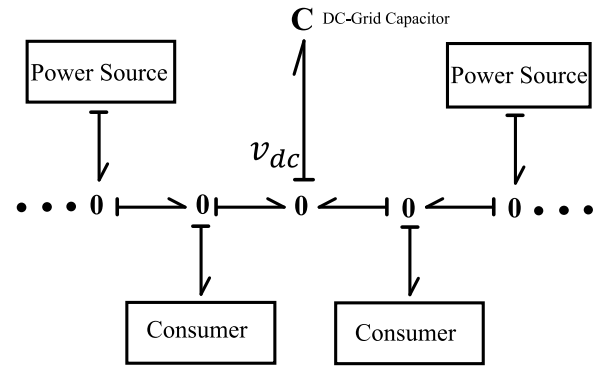 C DC-Grid Capacitor
Power Source
Power Source
v_dc
0 0 0 0 0
Consumer
Consumer